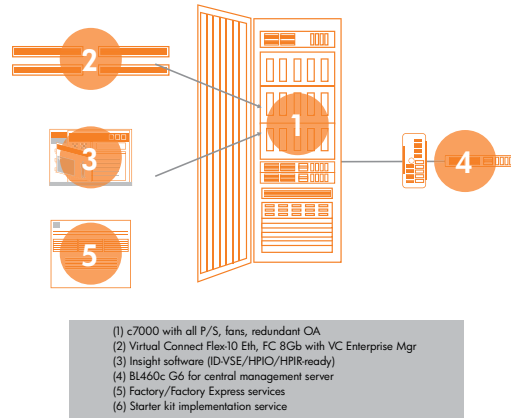 2
1
3
4
5
(1) c7000 with all P/S, fans, redundant OA
(2) Virtual Connect Flex-10 Eth, FC 8Gb with VC Enterprise Mgr
(3) Insight software (ID-VSE/HPIO/HPIR-ready)
(4) BL460c G6 for central management server
(5) Factory/Factory Express services
(6) Starter kit implementation service